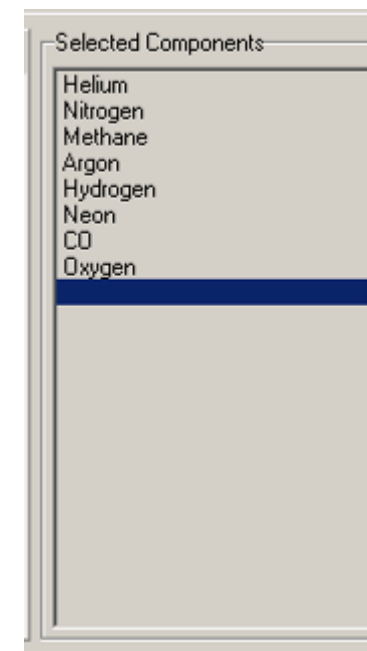 Selected Components
Helium
Nitrogen
Methane
Argon
Hydrogen
Neon
CO
Oxygen